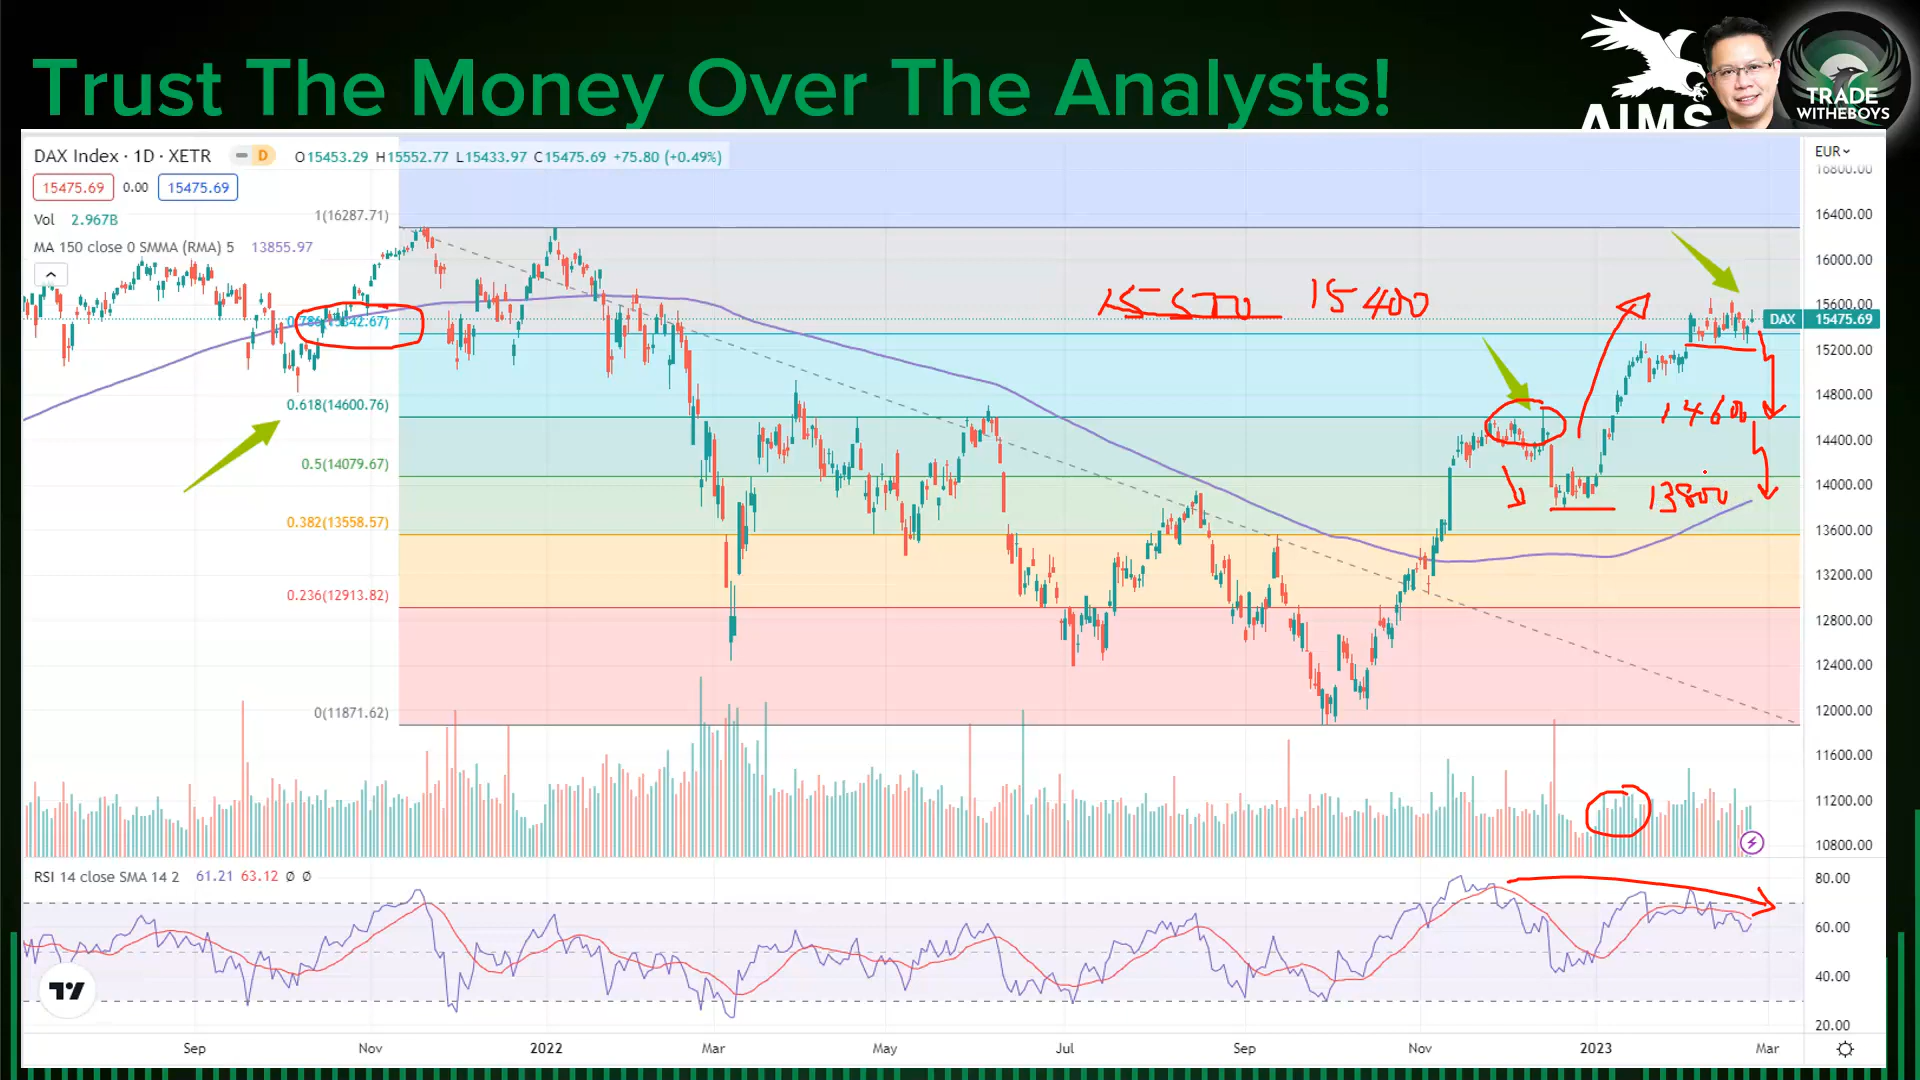 Trust The Money Over The Analysts!
AIMS
TRADE
WITHEBOYS
DAX Index · 1D · XETR D O15453.29 H15552.77 L15433.97 C15475.69 +75.80 (+0.49%)
EUR
15475.69 0.00 15475.69
Vol 2.967B
MA 150 close 0 SMMA (RMA) 5 13855.97
1(16287.71)
0.786(15342.67)
0.618(14600.76)
0.5(14079.67)
0.382(13558.57)
0.236(12913.82)
0(11871.62)
15500 15400
14600
13800
16800.00
16400.00
16000.00
15600.00
DAX 15475.69
15200.00
14800.00
14400.00
14000.00
13600.00
13200.00
12800.00
12400.00
12000.00
11600.00
11200.00
10800.00
RSI 14 close SMA 14 2 61.21 63.12 Ø Ø
80.00
60.00
40.00
20.00
Sep Nov 2022 Mar May Jul Sep Nov 2023 Mar